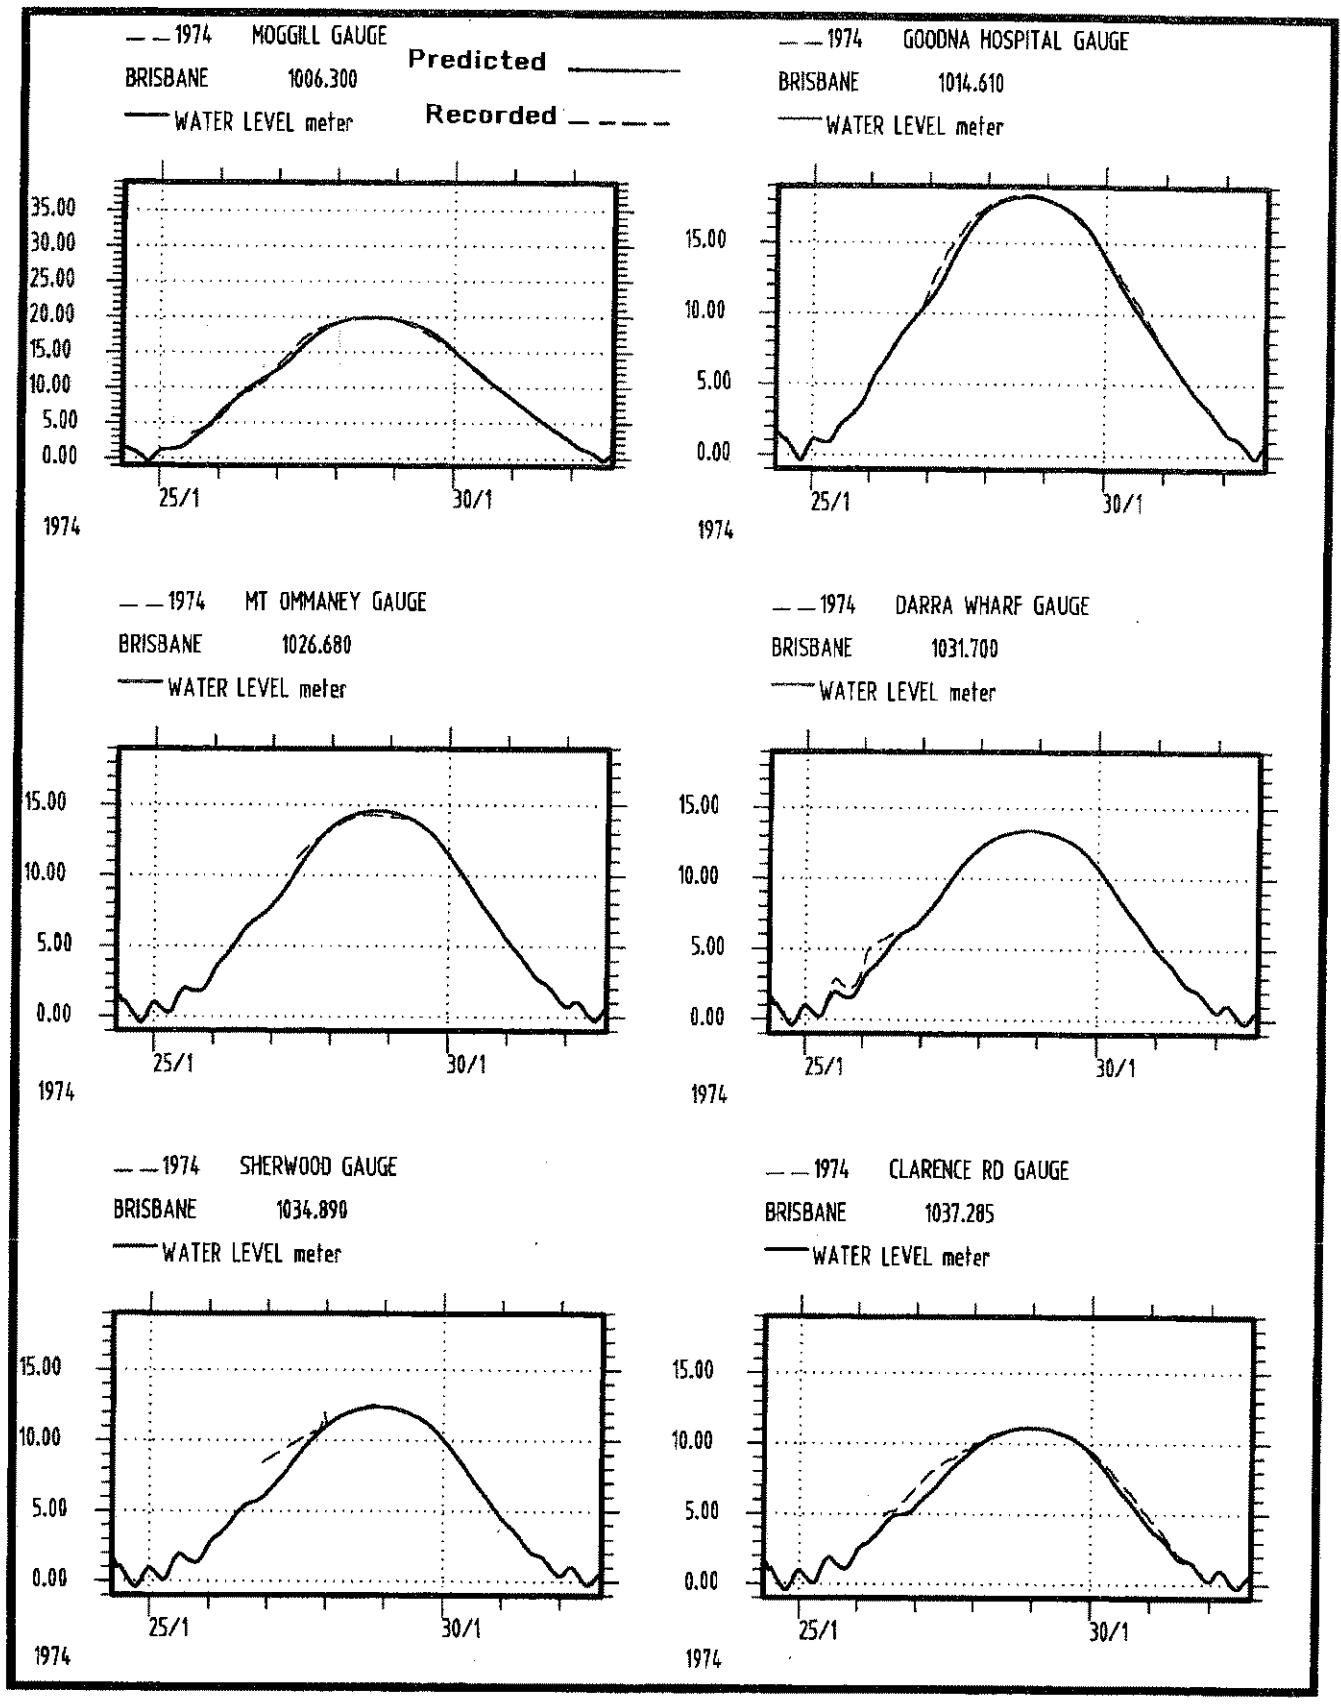 — — 1974 MOGGILL GAUGE
BRISBANE 1006.300
WATER LEVEL meter
Predicted
Recorded
35.00
30.00
25.00
20.00
15.00
10.00
5.00
0.00
25/1
30/1
1974
— — 1974 GOODNA HOSPITAL GAUGE
BRISBANE 1014.610
WATER LEVEL meter
15.00
10.00
5.00
0.00
25/1
30/1
1974
— — 1974 MT OMMANEY GAUGE
BRISBANE 1026.680
WATER LEVEL meter
15.00
10.00
5.00
0.00
25/1
30/1
1974
— — 1974 DARRA WHARF GAUGE
BRISBANE 1031.700
WATER LEVEL meter
15.00
10.00
5.00
0.00
25/1
30/1
1974
— — 1974 SHERWOOD GAUGE
BRISBANE 1034.890
WATER LEVEL meter
15.00
10.00
5.00
0.00
25/1
30/1
1974
— — 1974 CLARENCE RD GAUGE
BRISBANE 1037.285
WATER LEVEL meter
15.00
10.00
5.00
0.00
25/1
30/1
1974